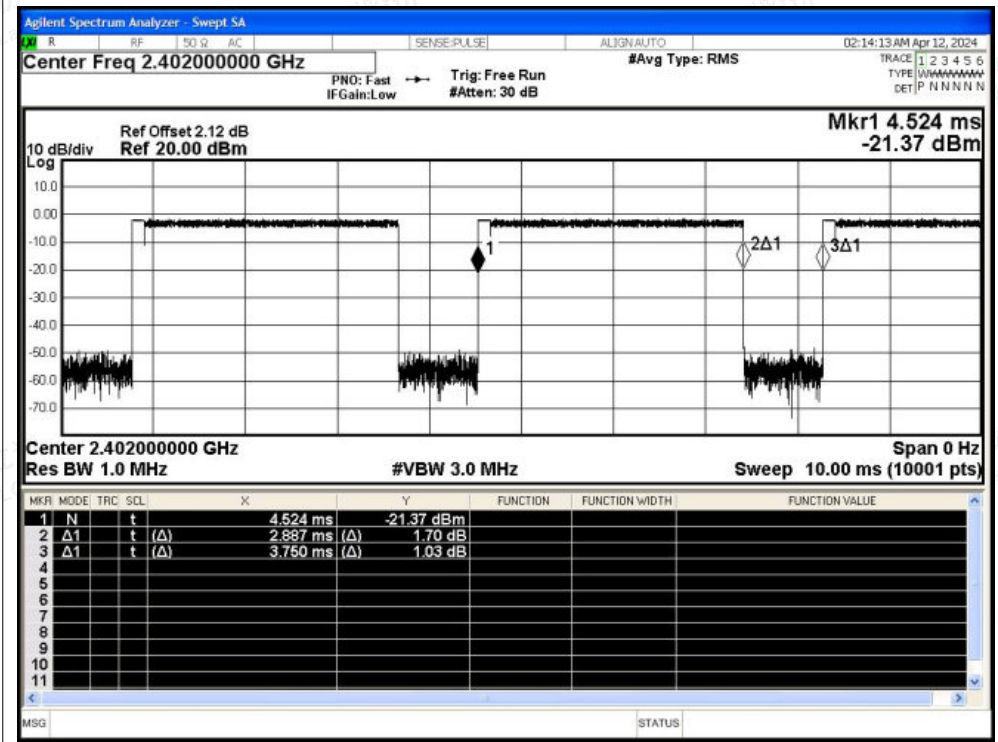 Agilent Spectrum Analyzer - Swept SA
R RF 50 Ω AC SENSE:PULSE ALIGN AUTO 02:14:13 AM Apr 12, 2024
Center Freq 2.402000000 GHz
#Avg Type: RMS
TRACE 1 2 3 4 5 6
PNO: Fast Trig: Free Run
TYPE
IFGain:Low #Atten: 30 dB
DET P N N N N N
Mkr1 4.524 ms
Ref Offset 2.12 dB
10 dB/div Ref 20.00 dBm
-21.37 dBm
Log
10.0
0.00
-10.0
1
2Δ1
3Δ1
-20.0
-30.0
-40.0
-50.0
-60.0
-70.0
Center 2.402000000 GHz Span 0 Hz
Res BW 1.0 MHz #VBW 3.0 MHz Sweep 10.00 ms (10001 pts)
MKR MODE TRC SCL X Y FUNCTION FUNCTION WIDTH FUNCTION VALUE
1 N t 4.524 ms -21.37 dBm
2 Δ1 t (Δ) 2.887 ms (Δ) 1.70 dB
3 Δ1 t (Δ) 3.750 ms (Δ) 1.03 dB
4
5
6
7
8
9
10
11
MSG STATUS